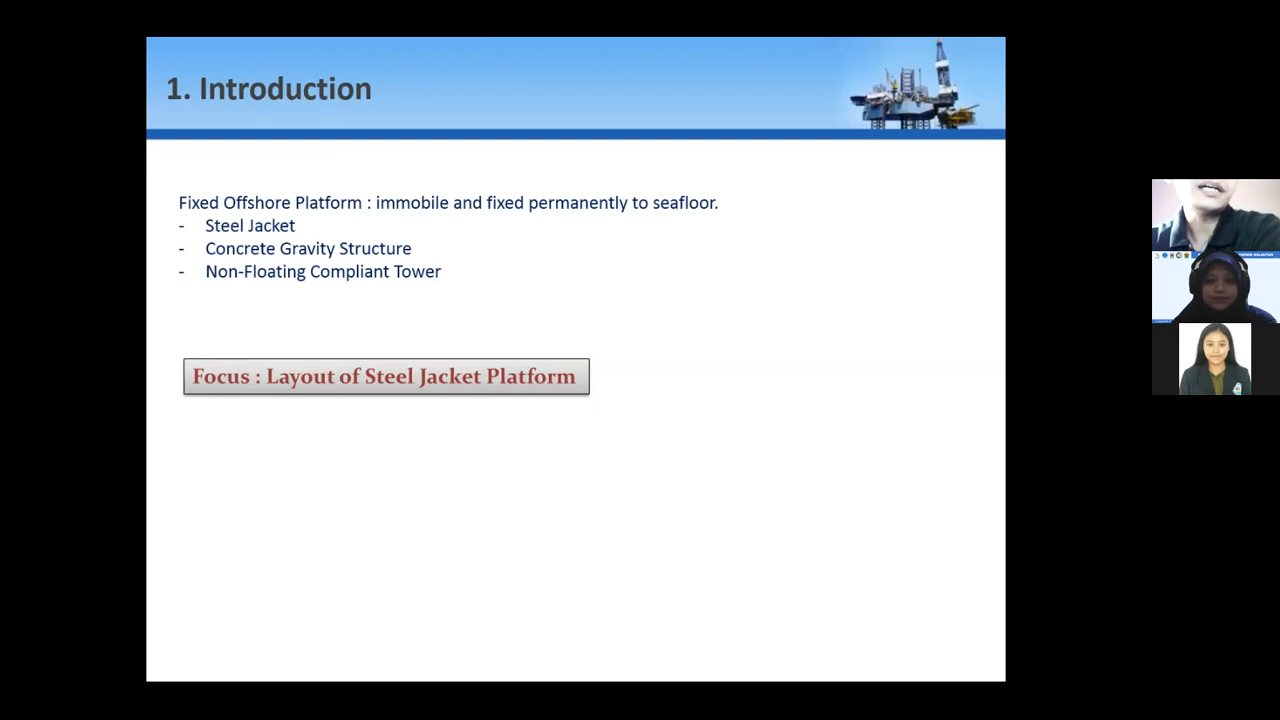 1. Introduction
Fixed Offshore Platform : immobile and fixed permanently to seafloor.
- Steel Jacket
- Concrete Gravity Structure
- Non-Floating Compliant Tower
Focus : Layout of Steel Jacket Platform